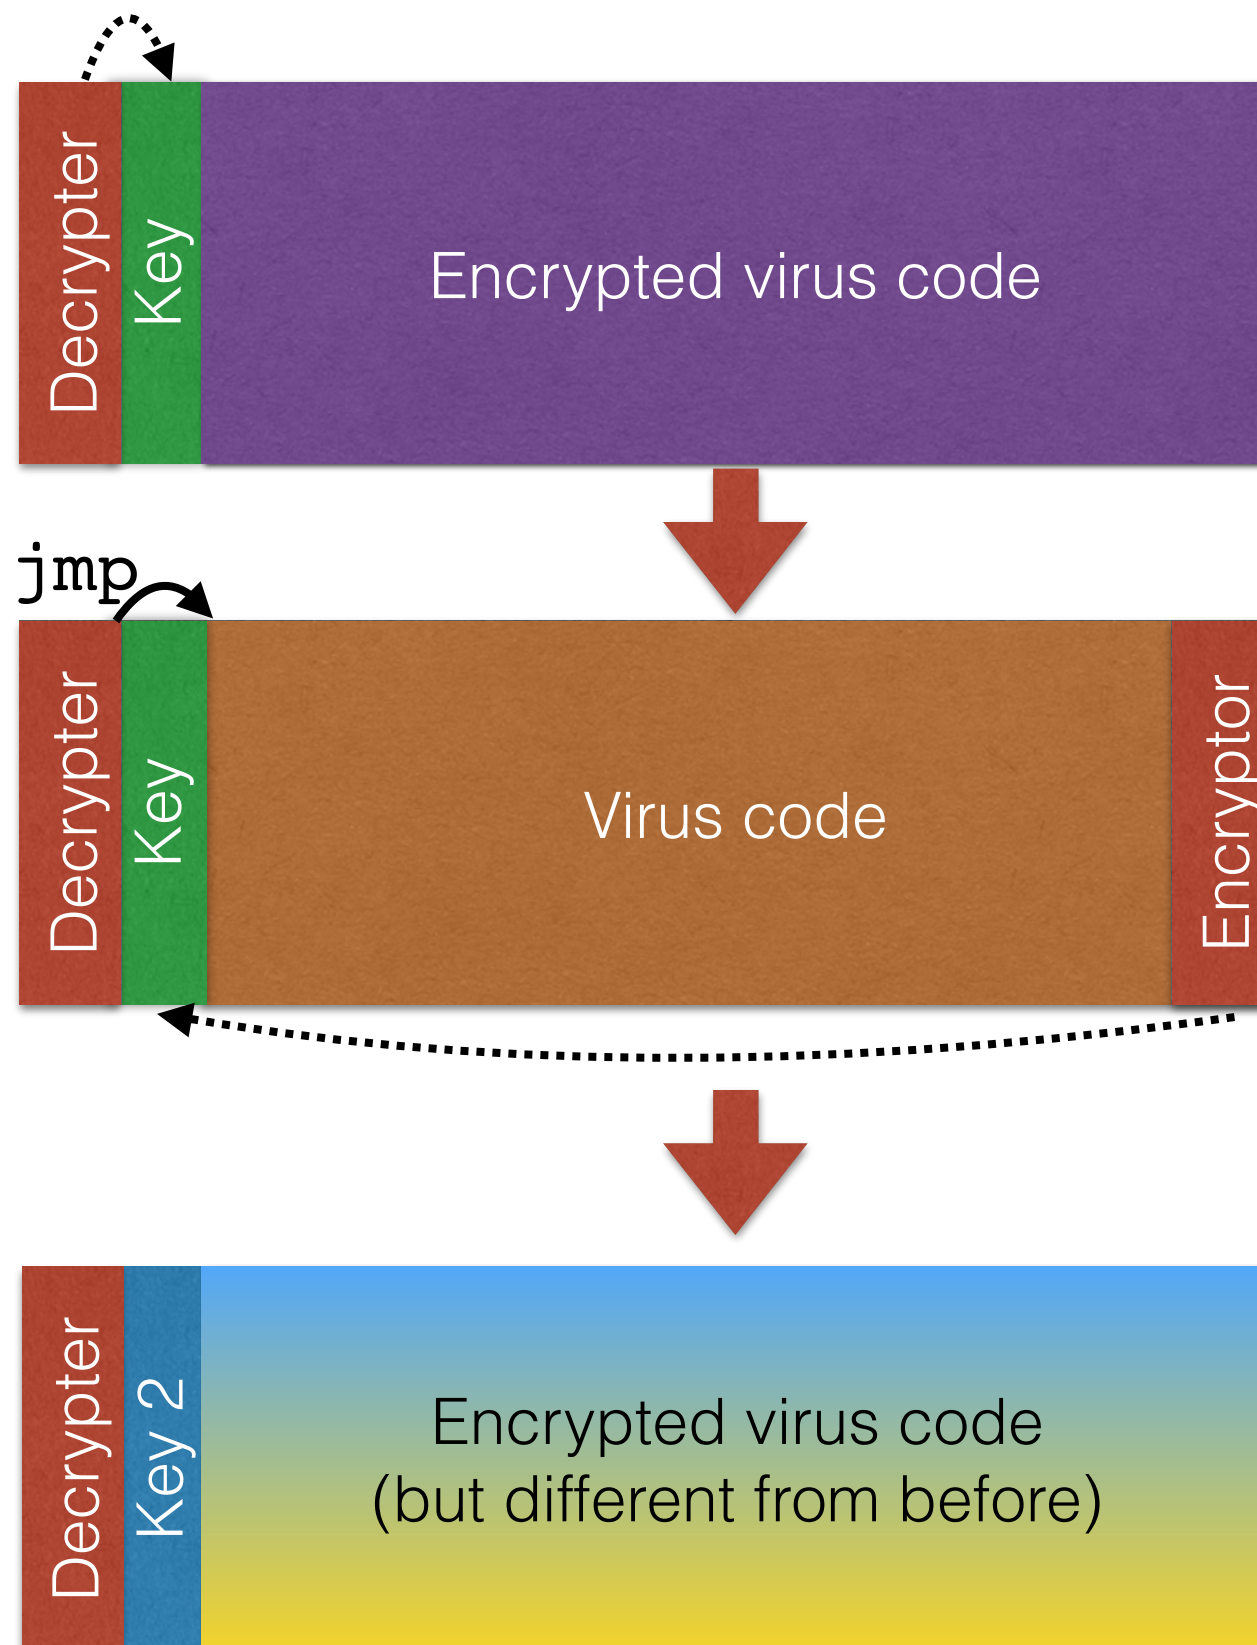 Decrypter
Key
Encrypted virus code
jmp
Decrypter
Key
Virus code
Encryptor
Decrypter
Key 2
Encrypted virus code
(but different from before)